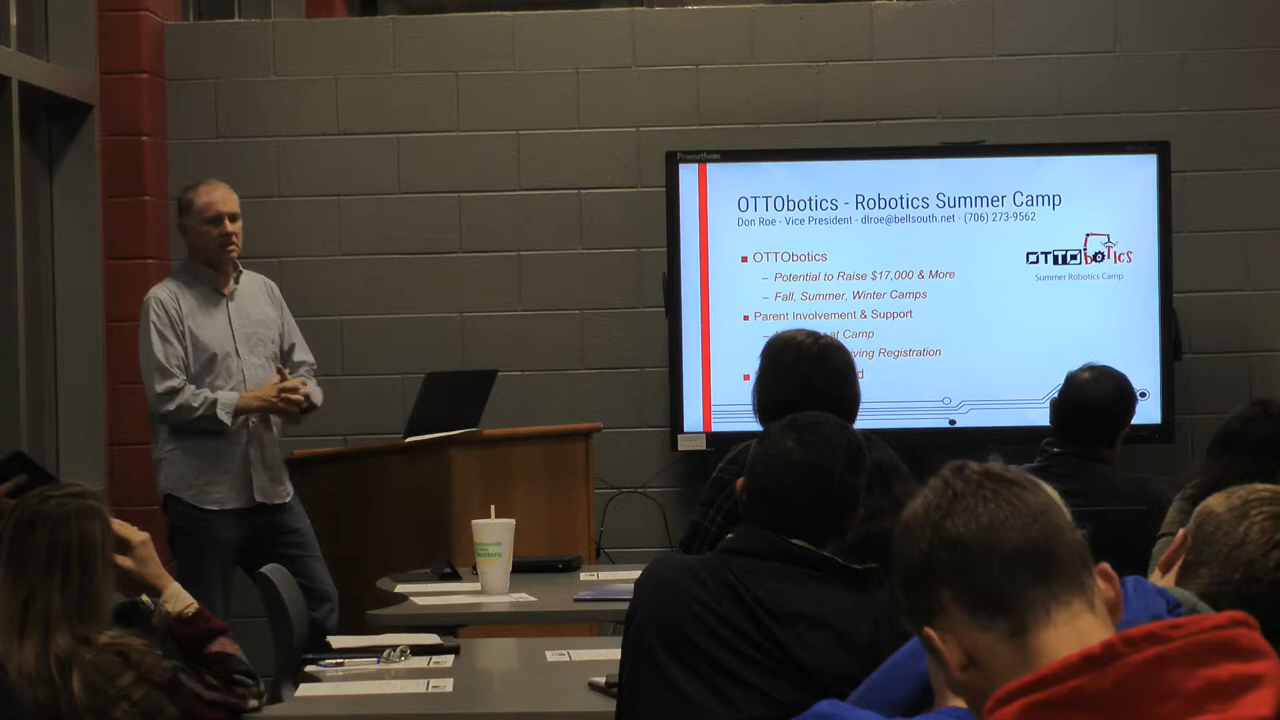 Promethean
OTTObotics - Robotics Summer Camp
Don Roe - Vice President - dlroe@bellsouth.net - (706) 273-9562
OTTObotics
– Potential to Raise $17,000 & More
– Fall, Summer, Winter Camps
OTTOboTICS
Summer Robotics Camp
Parent Involvement & Support
at Camp
Registration